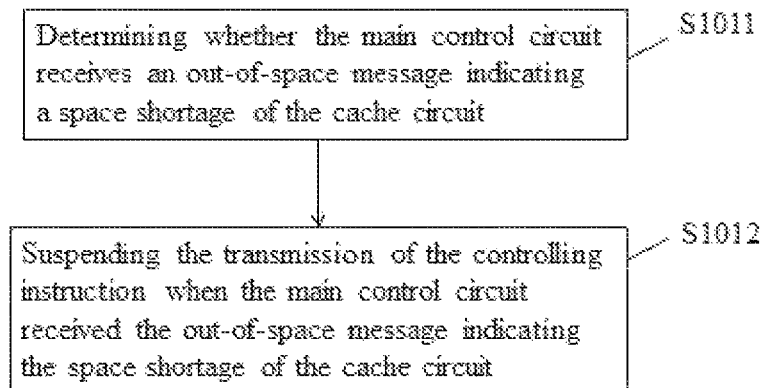 Determining whether the main control circuit
receives an out-of-space message indicating
a space shortage of the cache circuit
S1011
Suspending the transmission of the controlling
instruction when the main control circuit
received the out-of-space message indicating
the space shortage of the cache circuit
S1012